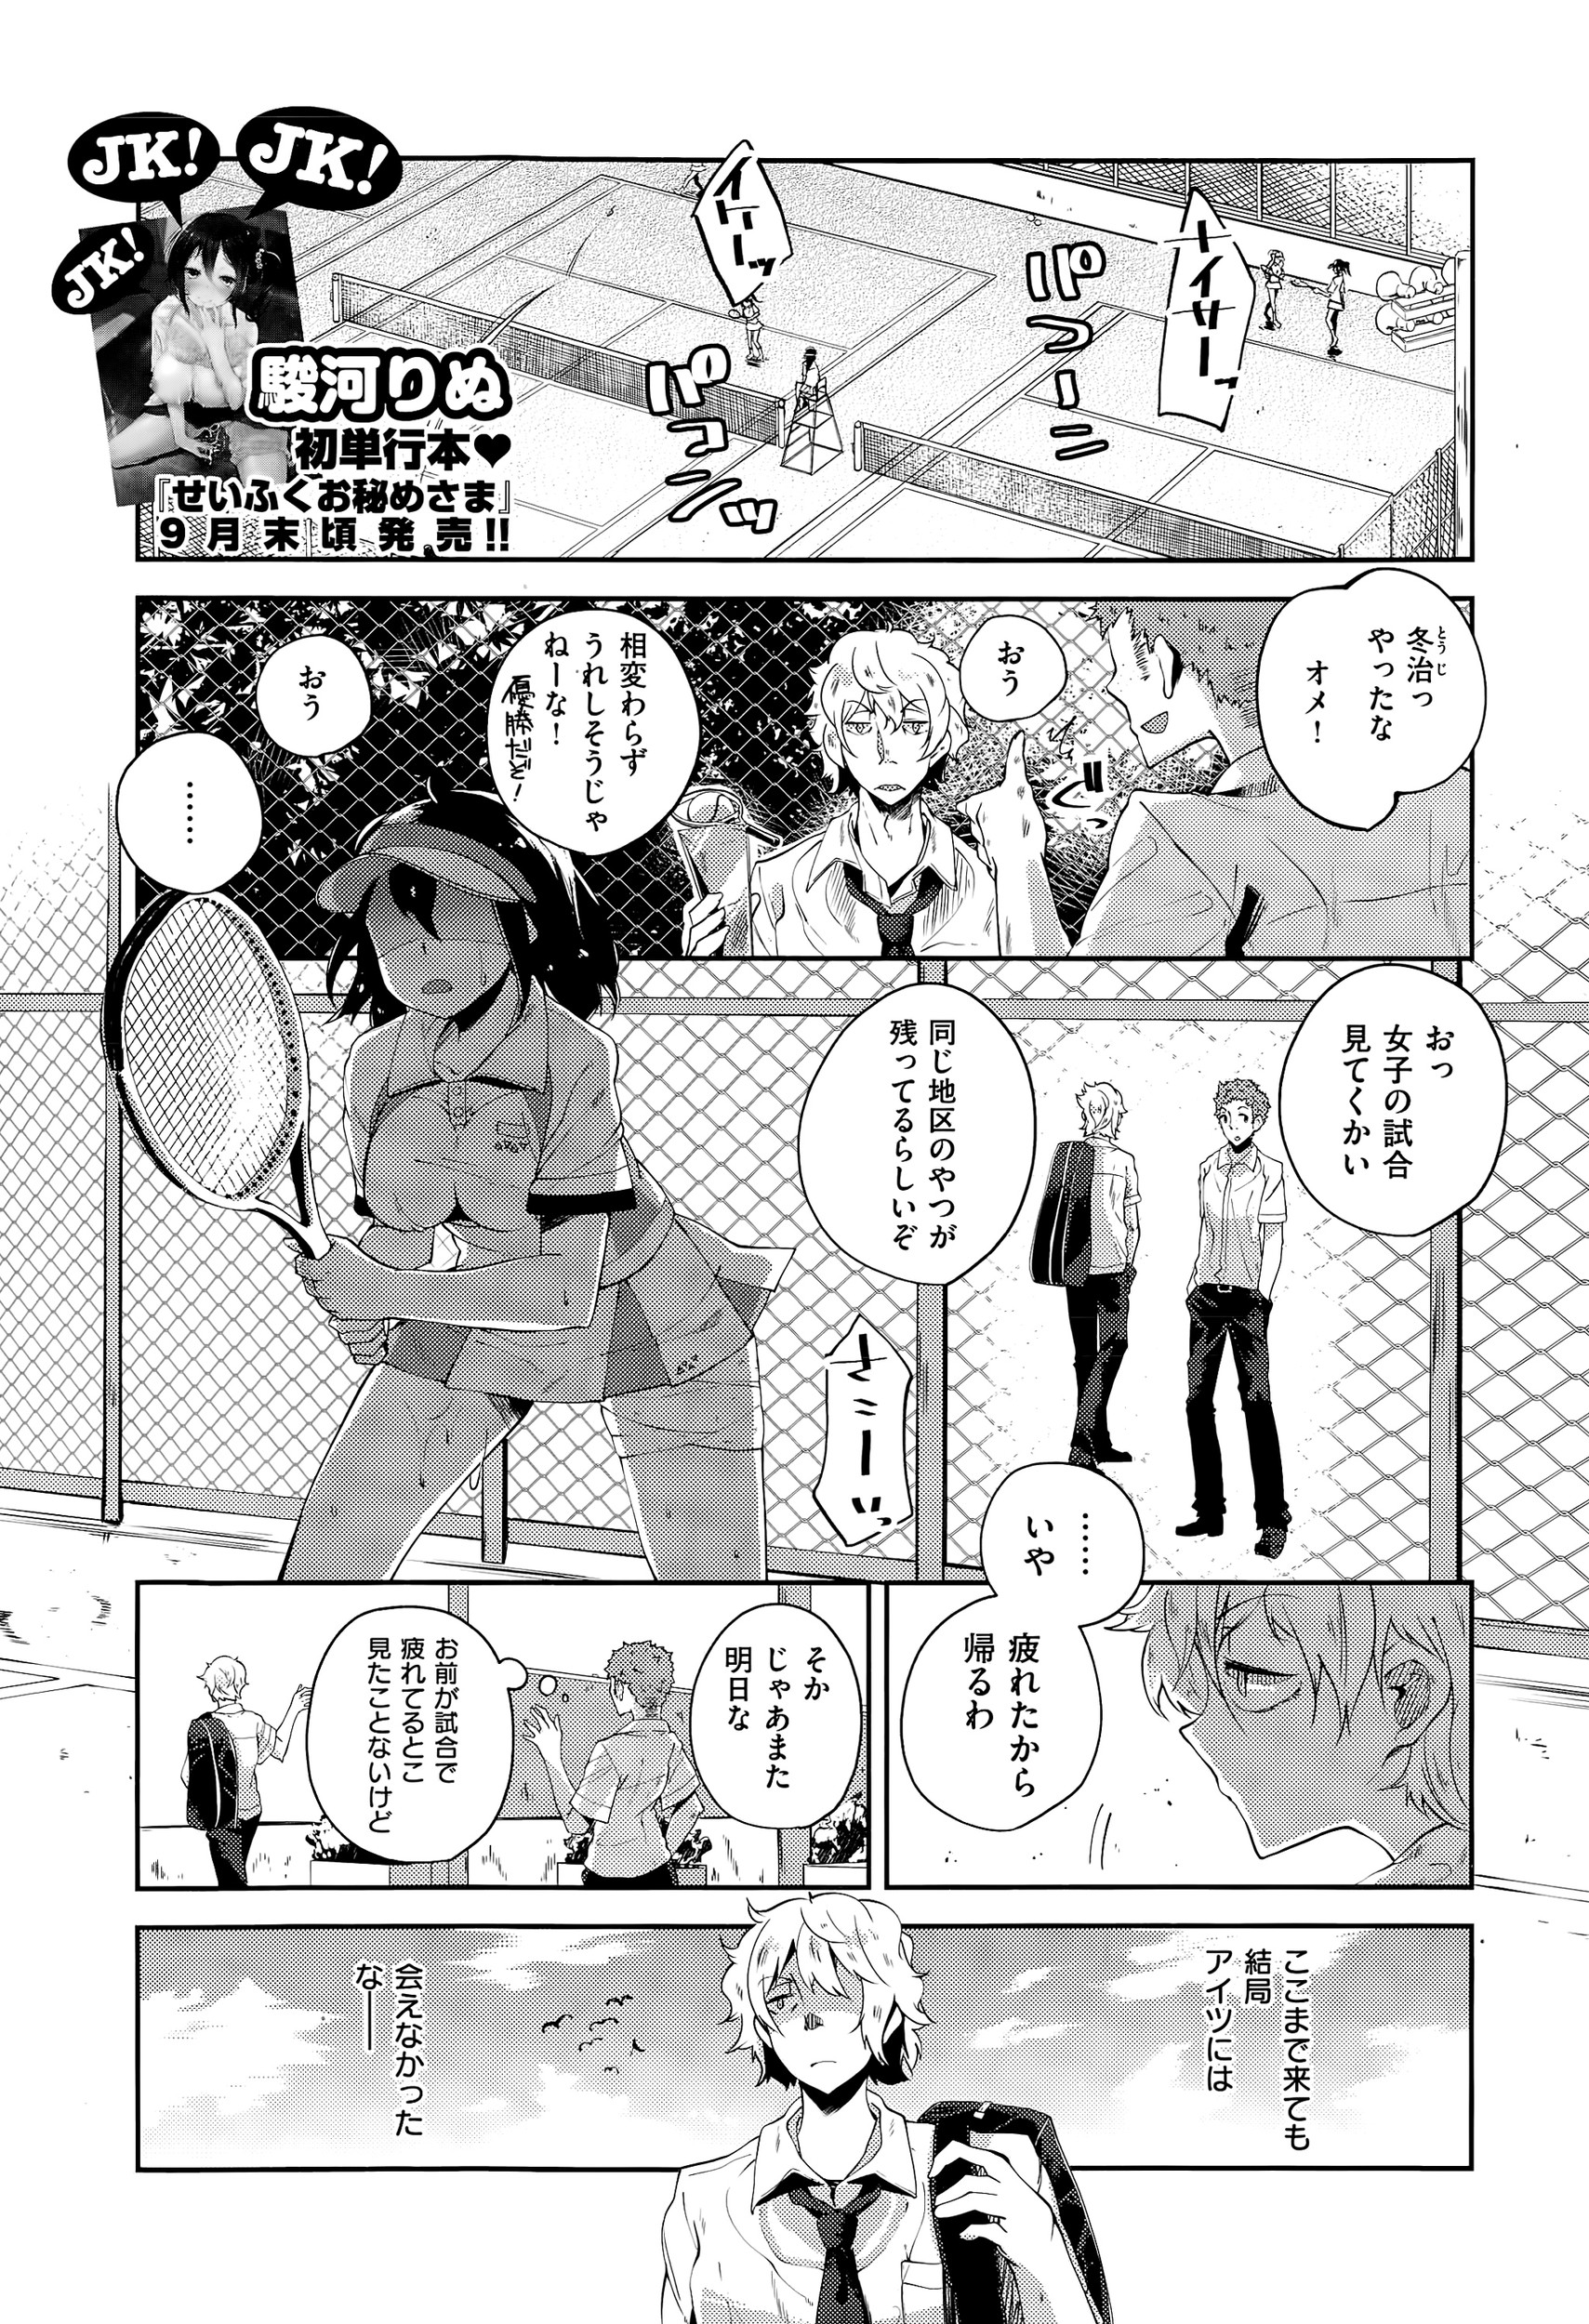 JK!
JK!
JK!
駿河りぬ
初単行本♥
『せいふくお秘めさま』
9月末頃発売!!
ーイサーッ
パつーン
イトーーッ
パコンッ
冬治っ
とうじ
やったな
オメ!
おう
ぐっ
相変わらず
うれしそうじゃ
ねーな!
優勝だぞ!
おう
……
おっ
女子の試合
見てくかい
同じ地区のやつが
残ってるらしいぞ
さこーいっ
……
いや
疲れたから
帰るわ
そか
じゃあまた
明日な
お前が試合で
疲れてるとこ
見たことないけど
ここまで来ても
結局
アイツには
会えなかった
な――